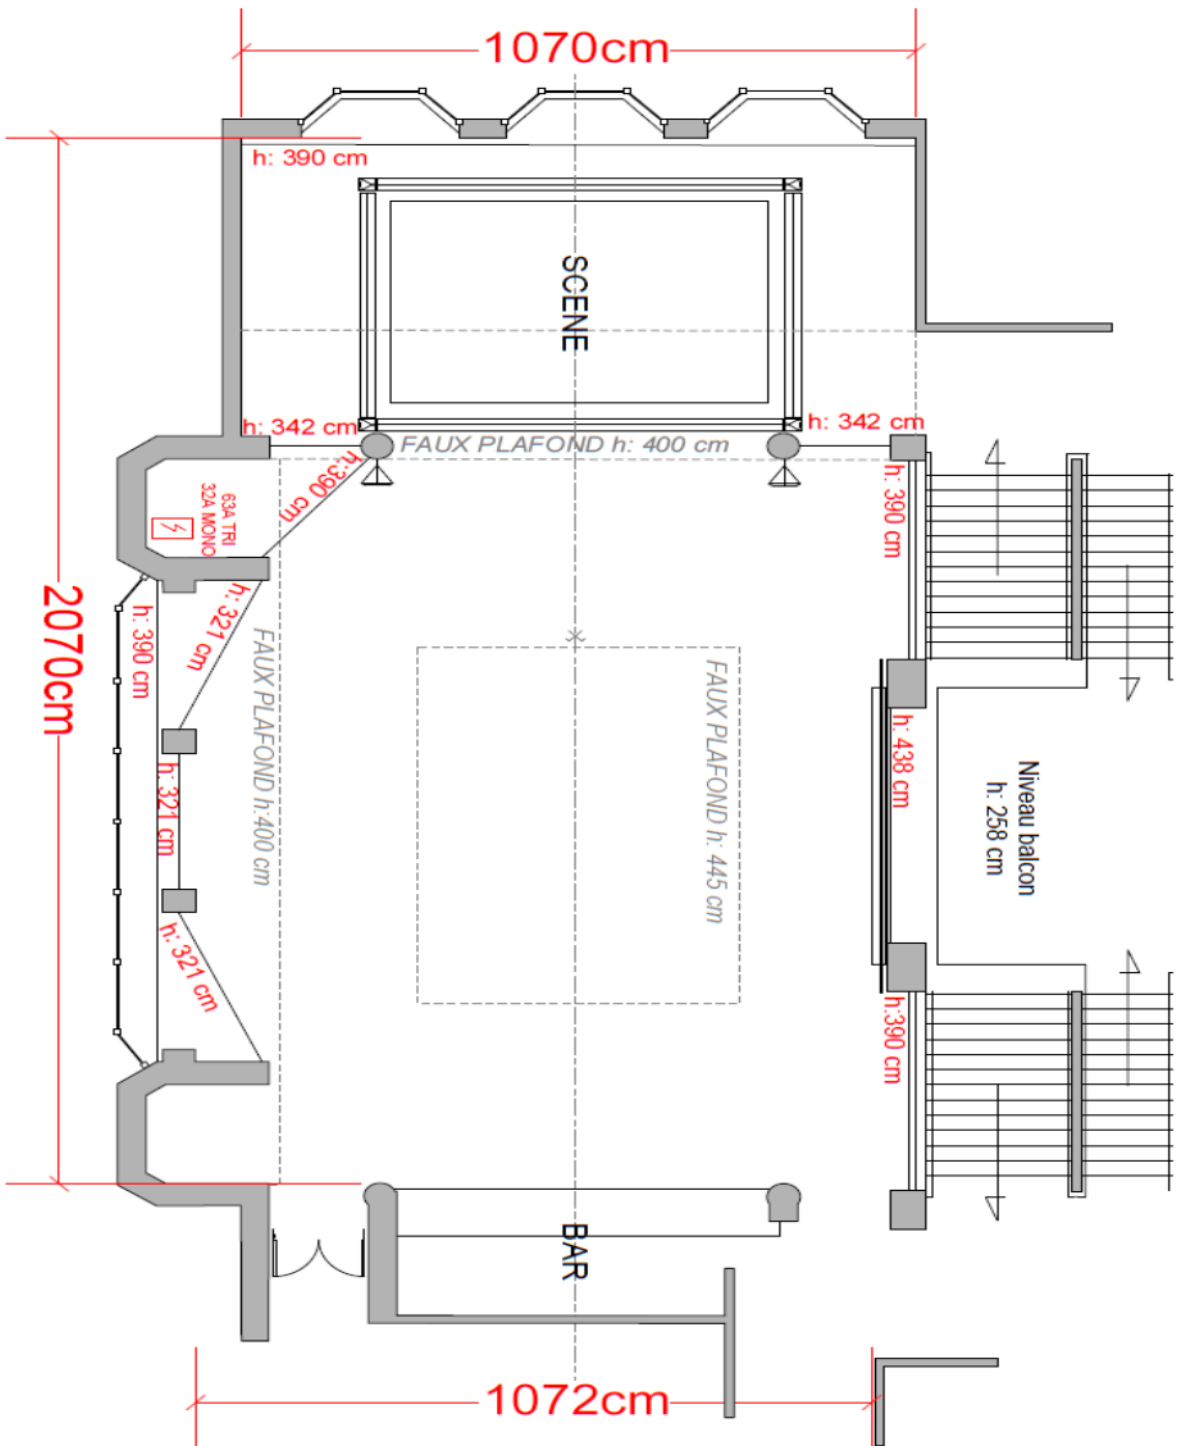 1070cm
h: 390 cm
SCENE
h: 342 cm
h: 342 cm
FAUX PLAFOND h: 400 cm
h:390 cm
h: 390 cm
63A TRI
32A MONO
h: 321 cm
h: 390 cm
2070cm
FAUX PLAFOND h:400 cm
FAUX PLAFOND h: 445 cm
h: 438 cm
h: 321 cm
Niveau balcon
h: 258 cm
h: 321 cm
h:390 cm
BAR
1072cm